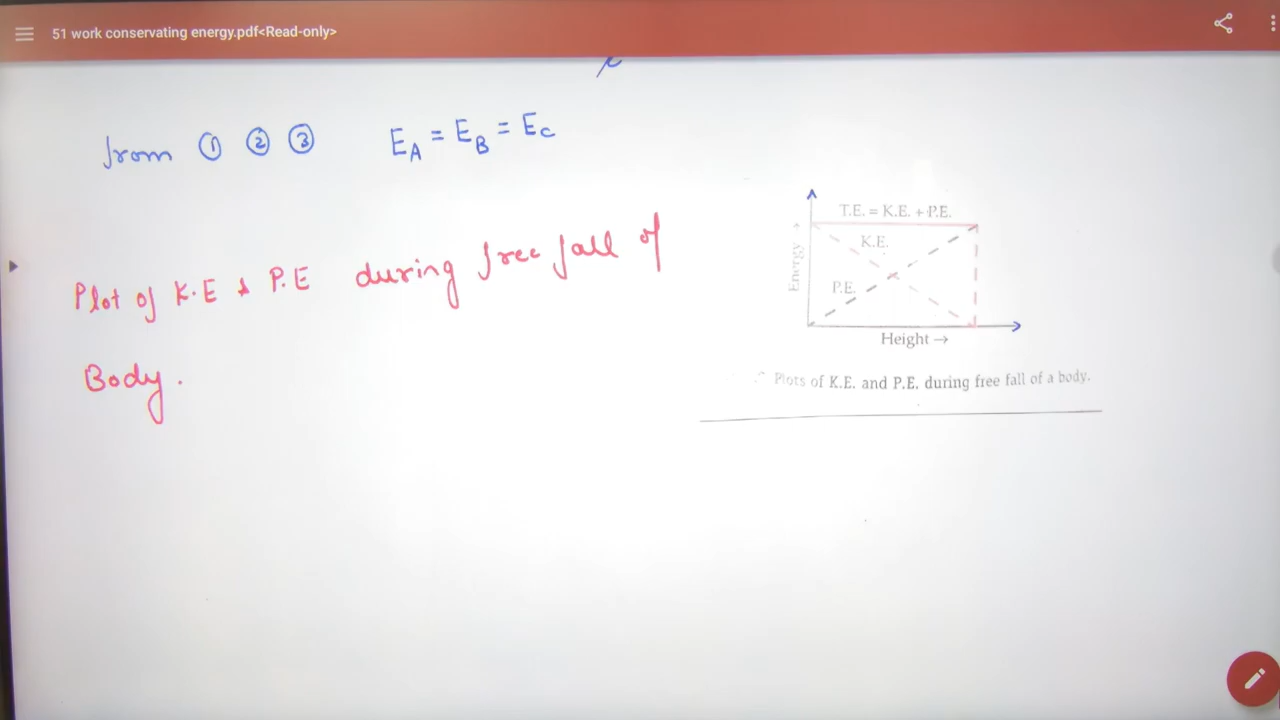 51 work conservating energy.pdf<Read-only>
from ① ② ③ E_A = E_B = E_C
Plot of K.E & P.E during free fall of
Body.
T.E. = K.E. + P.E.
K.E.
P.E.
Energy →
Height →
Plots of K.E. and P.E. during free fall of a body.